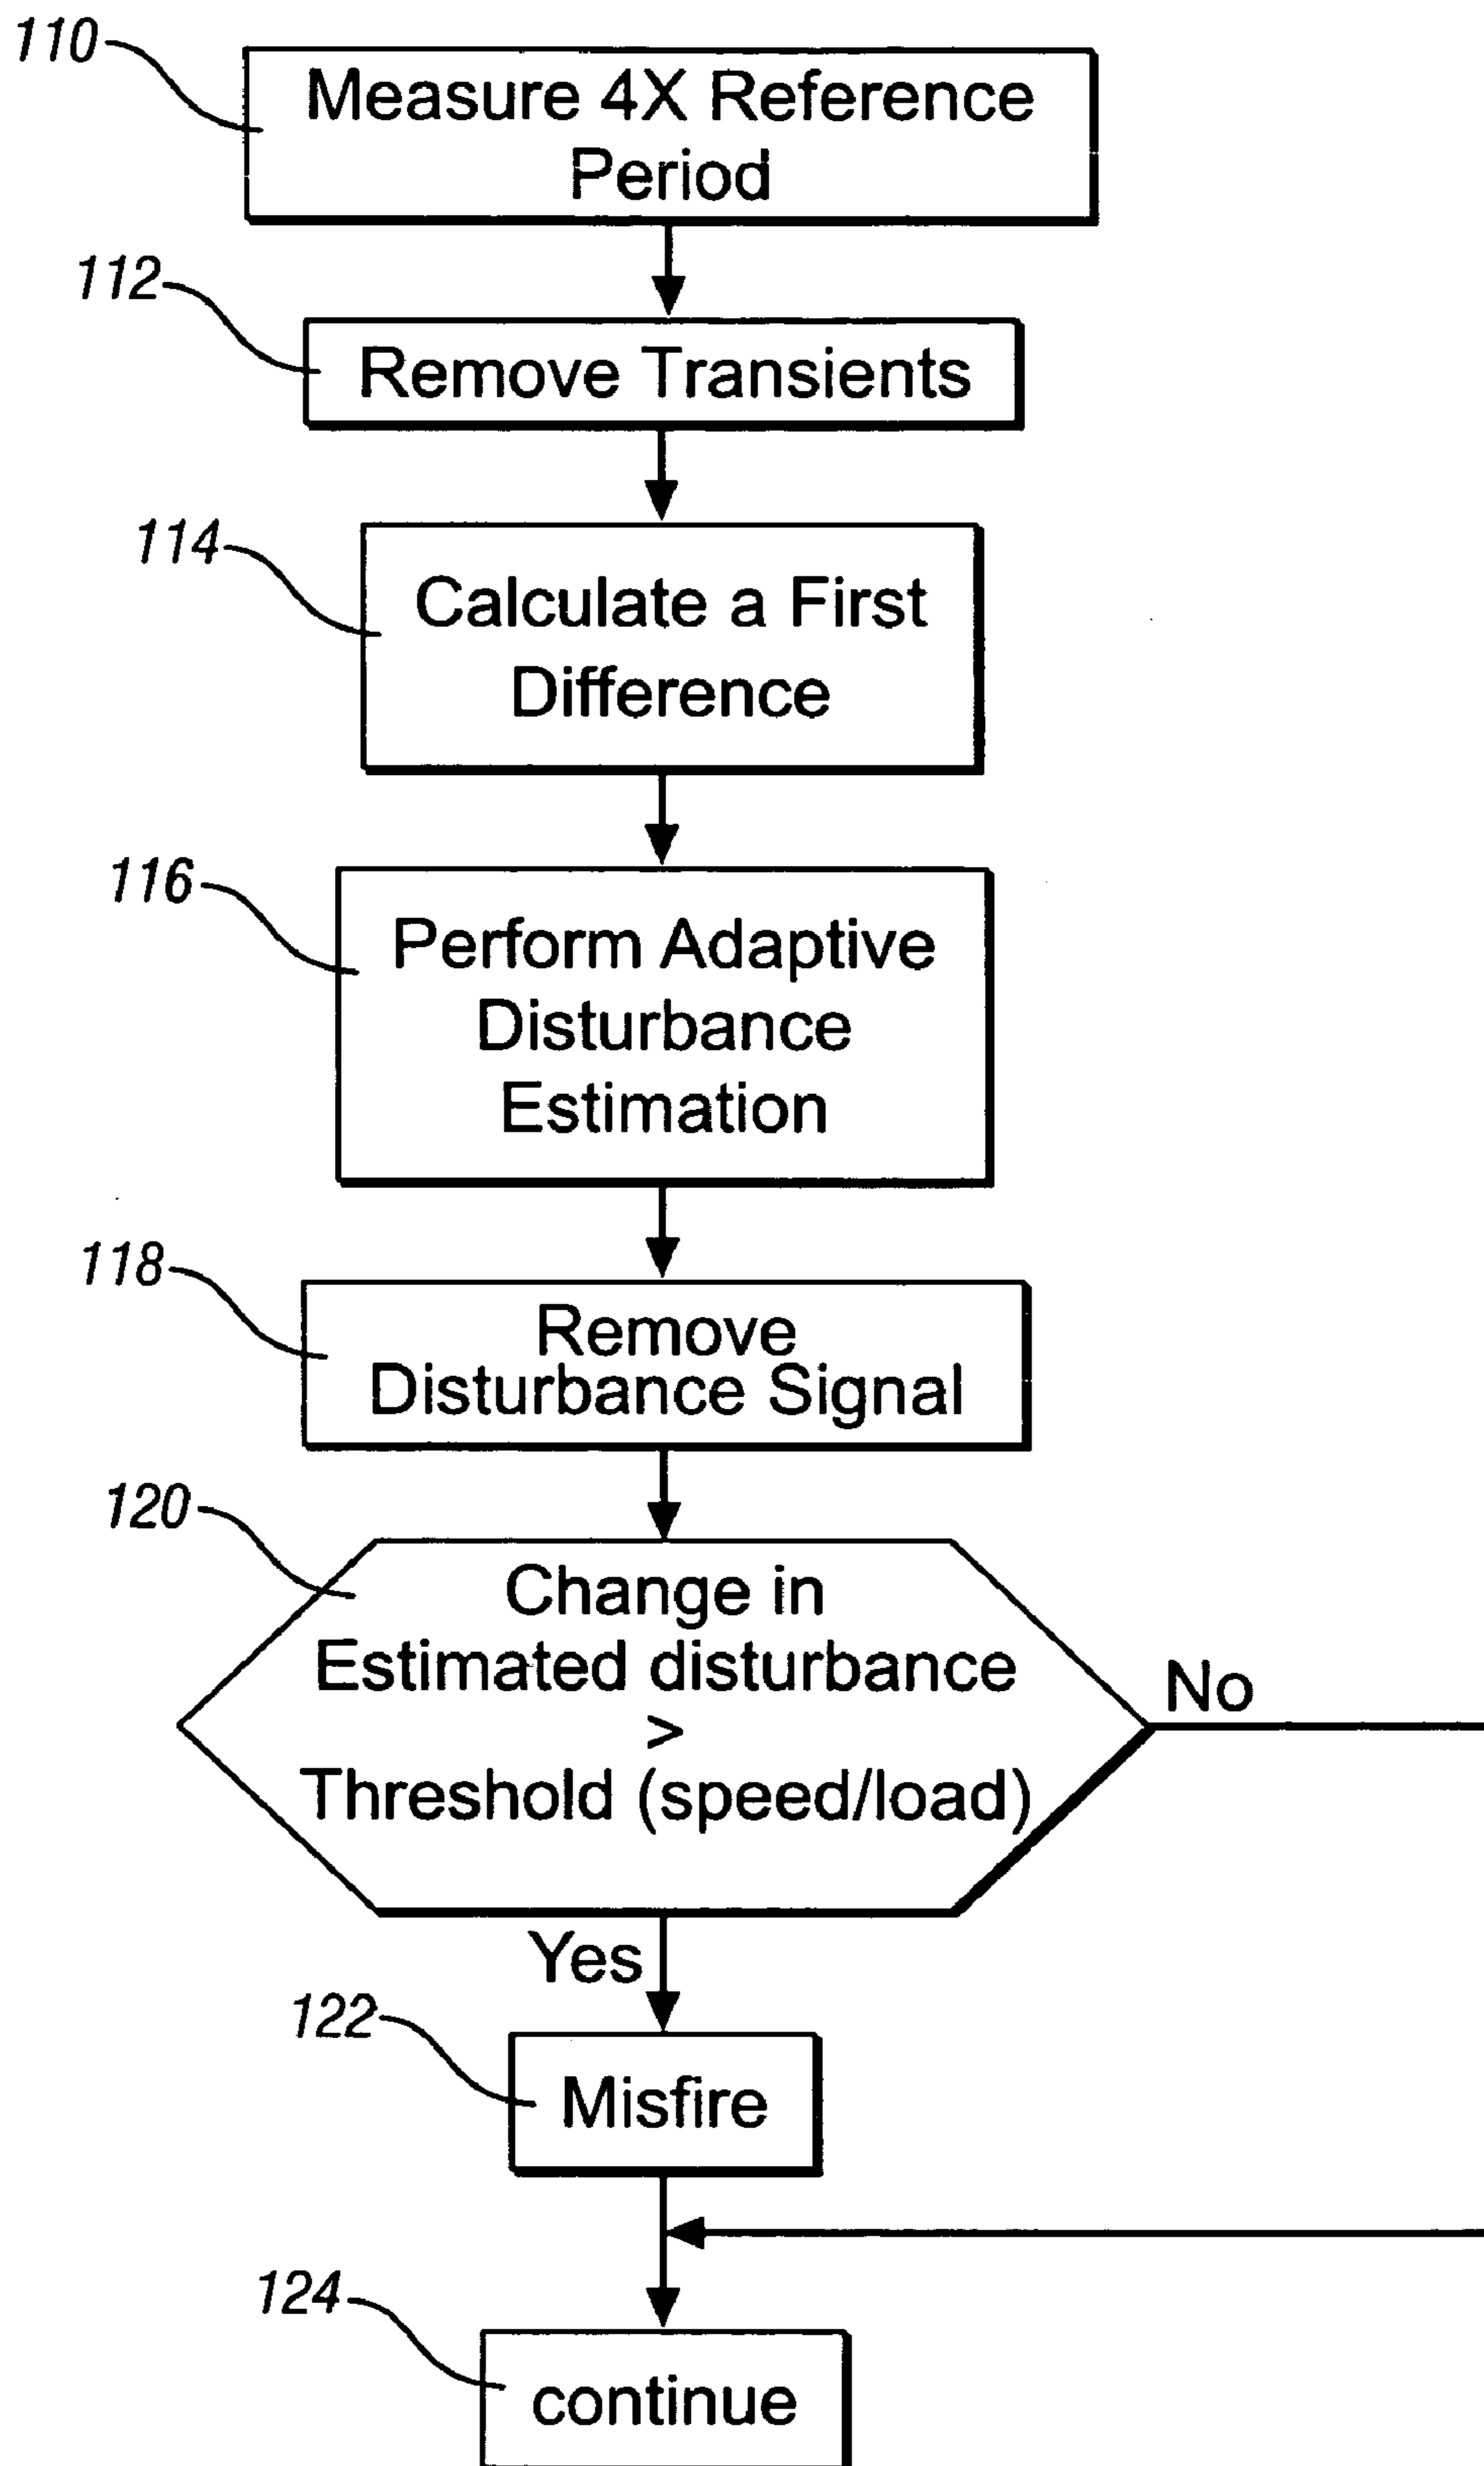 110
Measure 4X Reference
Period
112
Remove Transients
114
Calculate a First
Difference
116
Perform Adaptive
Disturbance
Estimation
118
Remove
Disturbance Signal
120
Change in
Estimated disturbance
>
Threshold (speed/load)
No
Yes
122
Misfire
124
continue